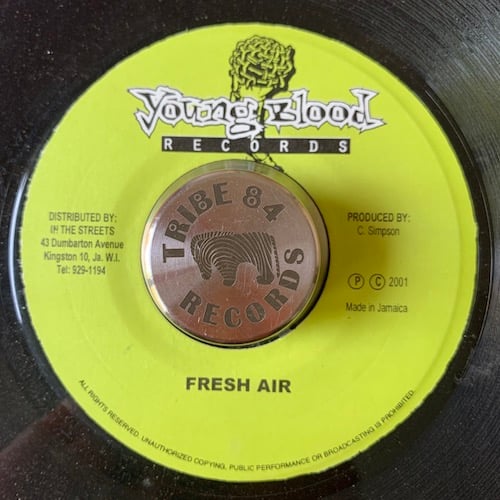 Young Blood
RECORDS
DISTRIBUTED BY:
IN THE STREETS
43 Dumbarton Avenue
Kingston 10, Ja. W.I.
Tel: 929-1194
PRODUCED BY:
C. Simpson
P C 2001
Made in Jamaica
TRIBE 84
RECORDS
FRESH AIR
ALL RIGHTS RESERVED. UNAUTHORIZED COPYING, PUBLIC PERFORMANCE OR BROADCASTING IS PROHIBITED.